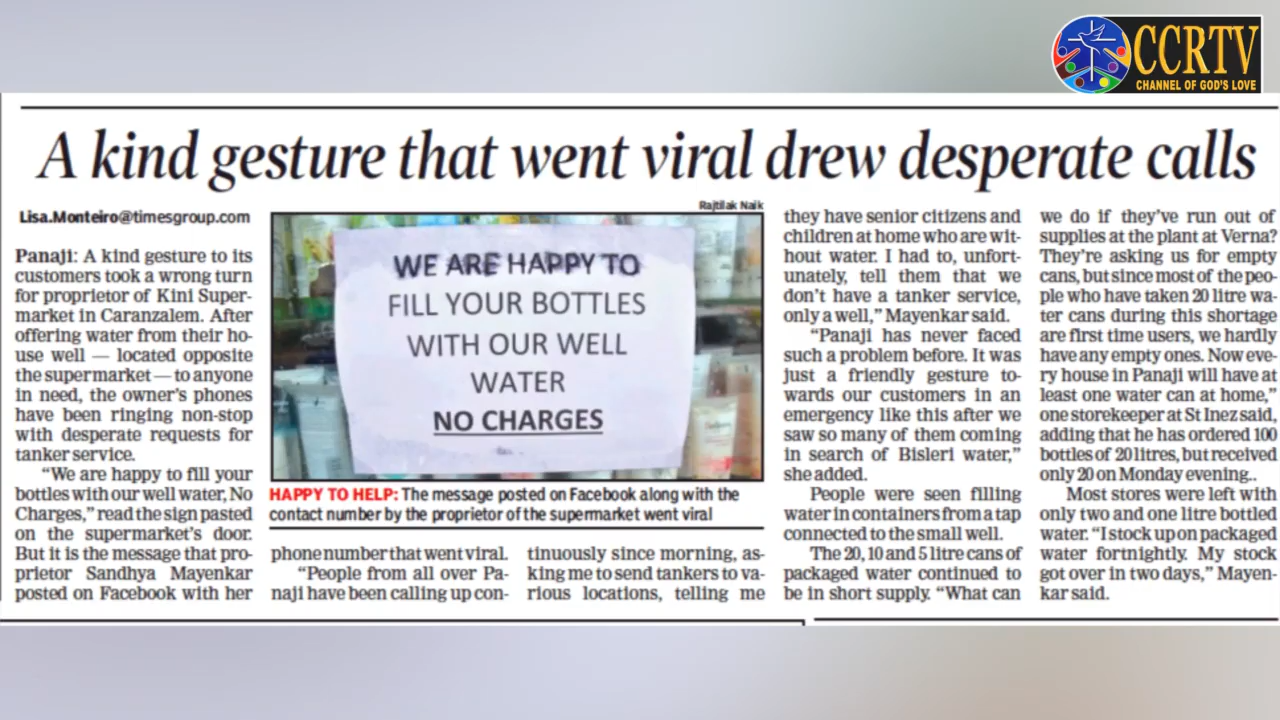 CCRTV
CHANNEL OF GOD'S LOVE
A kind gesture that went viral drew desperate calls
Lisa.Monteiro@timesgroup.com
Panaji: A kind gesture to its
customers took a wrong turn
for proprietor of Kini Super-
market in Caranzalem. After
offering water from their ho-
use well — located opposite
the supermarket — to anyone
in need, the owner's phones
have been ringing non-stop
with desperate requests for
tanker service.
"We are happy to fill your
bottles with our well water, No
Charges," read the sign pasted
on the supermarket's door.
But it is the message that pro-
prietor Sandhya Mayenkar
posted on Facebook with her
Rajtilak Naik
WE ARE HAPPY TO
FILL YOUR BOTTLES
WITH OUR WELL
WATER
NO CHARGES
HAPPY TO HELP: The message posted on Facebook along with the
contact number by the proprietor of the supermarket went viral
phone number that went viral.
"People from all over Pa-
naji have been calling up con-
tinuously since morning, as-
king me to send tankers to va-
rious locations, telling me
they have senior citizens and
children at home who are wit-
hout water. I had to, unfort-
unately, tell them that we
don't have a tanker service,
only a well," Mayenkar said.
"Panaji has never faced
such a problem before. It was
just a friendly gesture to-
wards our customers in an
emergency like this after we
saw so many of them coming
in search of Bisleri water,"
she added.
People were seen filling
water in containers from a tap
connected to the small well.
The 20, 10 and 5 litre cans of
packaged water continued to
be in short supply. "What can
we do if they've run out of
supplies at the plant at Verna?
They're asking us for empty
cans, but since most of the peo-
ple who have taken 20 litre wa-
ter cans during this shortage
are first time users, we hardly
have any empty ones. Now eve-
ry house in Panaji will have at
least one water can at home,"
one storekeeper at St Inez said,
adding that he has ordered 100
bottles of 20 litres, but received
only 20 on Monday evening..
Most stores were left with
only two and one litre bottled
water. "I stock up on packaged
water fortnightly. My stock
got over in two days," Mayen-
kar said.